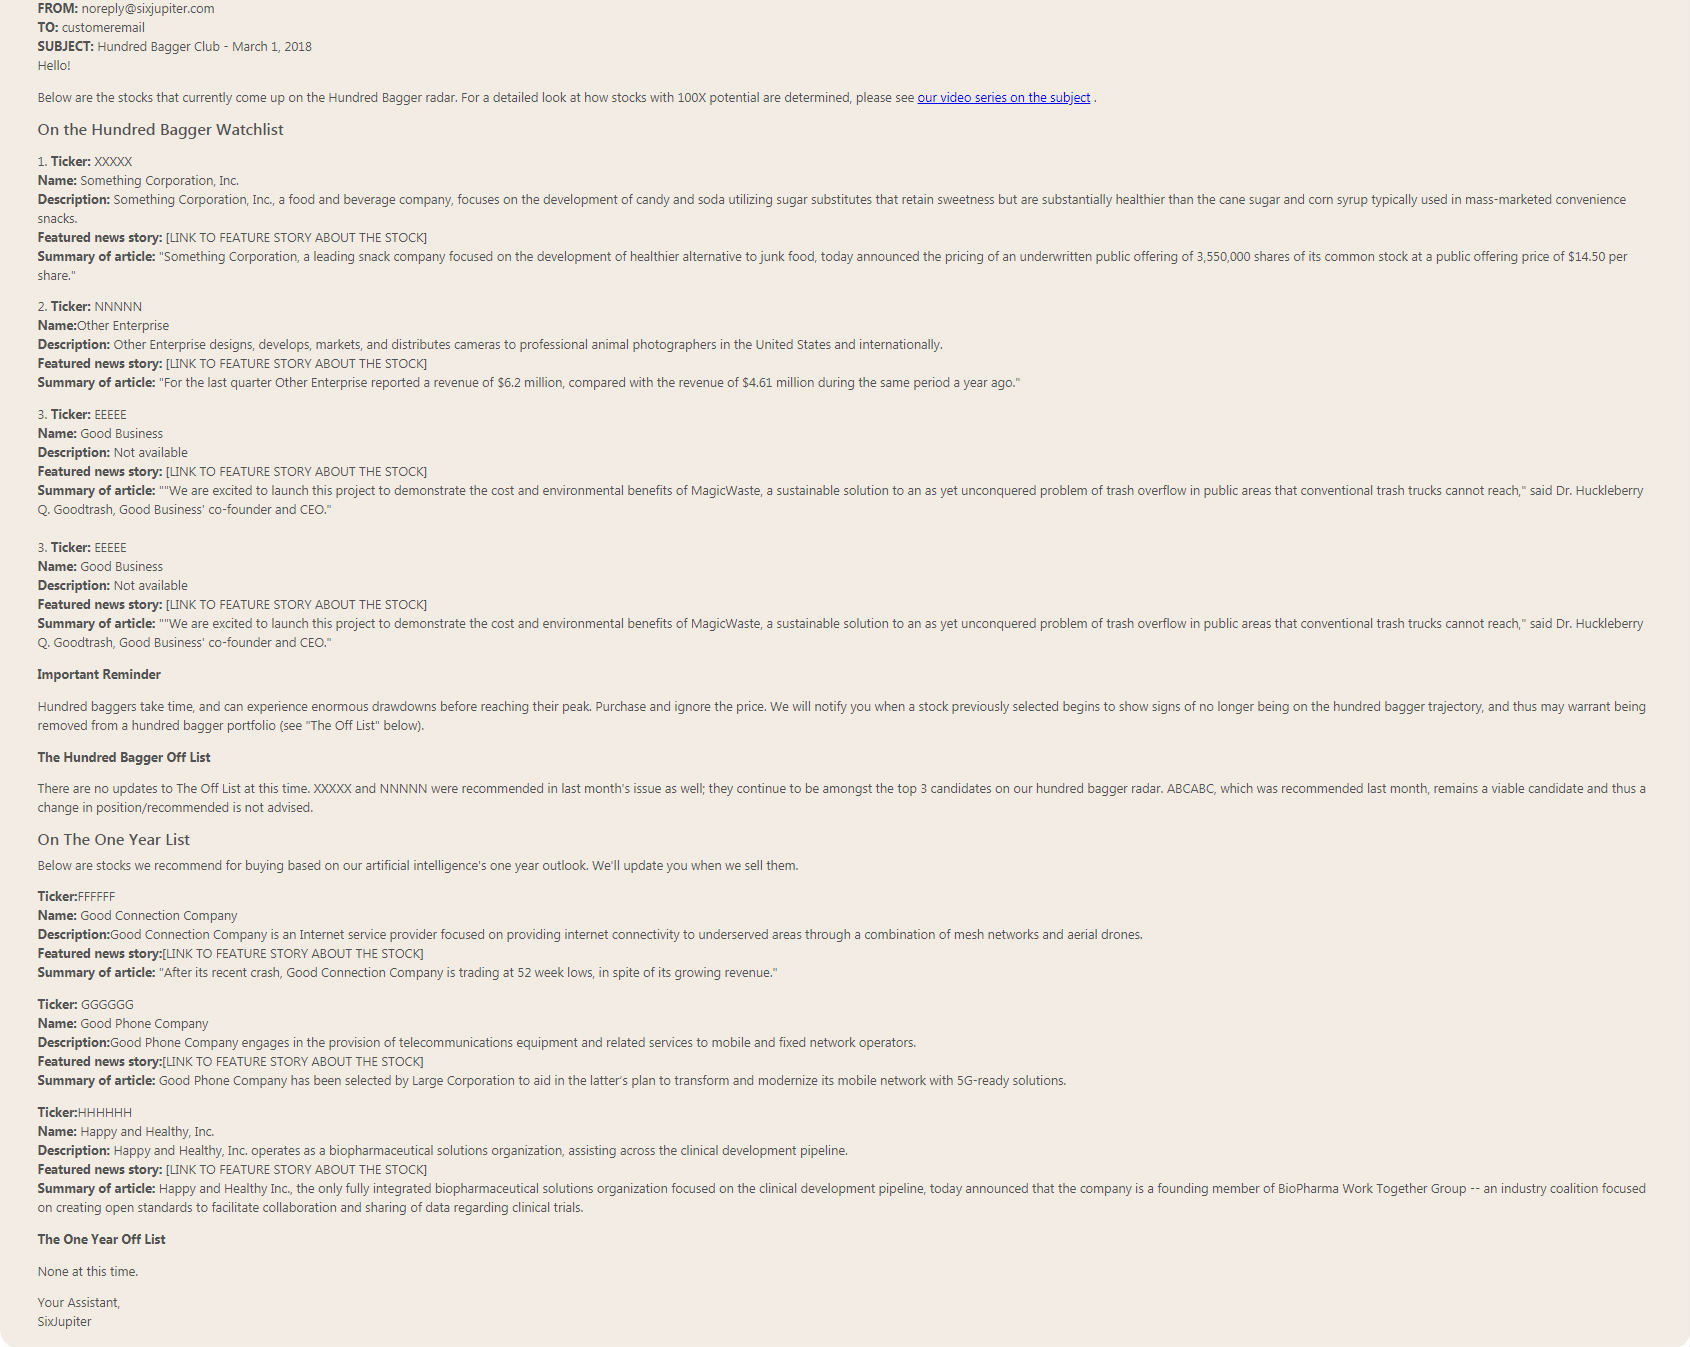 FROM: noreply@sixjupiter.com
TO: customeremail
SUBJECT: Hundred Bagger Club - March 1, 2018
Hello!
Below are the stocks that currently come up on the Hundred Bagger radar. For a detailed look at how stocks with 100X potential are determined, please see our video series on the subject .
On the Hundred Bagger Watchlist
1. Ticker: XXXXX
Name: Something Corporation, Inc.
Description: Something Corporation, Inc., a food and beverage company, focuses on the development of candy and soda utilizing sugar substitutes that retain sweetness but are substantially healthier than the cane sugar and corn syrup typically used in mass-marketed convenience
snacks.
Featured news story: [LINK TO FEATURE STORY ABOUT THE STOCK]
Summary of article: "Something Corporation, a leading snack company focused on the development of healthier alternative to junk food, today announced the pricing of an underwritten public offering of 3,550,000 shares of its common stock at a public offering price of $14.50 per
share."
2. Ticker: NNNNN
Name:Other Enterprise
Description: Other Enterprise designs, develops, markets, and distributes cameras to professional animal photographers in the United States and internationally.
Featured news story: [LINK TO FEATURE STORY ABOUT THE STOCK]
Summary of article: "For the last quarter Other Enterprise reported a revenue of $6.2 million, compared with the revenue of $4.61 million during the same period a year ago."
3. Ticker: EEEEE
Name: Good Business
Description: Not available
Featured news story: [LINK TO FEATURE STORY ABOUT THE STOCK]
Summary of article: ""We are excited to launch this project to demonstrate the cost and environmental benefits of MagicWaste, a sustainable solution to an as yet unconquered problem of trash overflow in public areas that conventional trash trucks cannot reach," said Dr. Huckleberry
Q. Goodtrash, Good Business' co-founder and CEO."
3. Ticker: EEEEE
Name: Good Business
Description: Not available
Featured news story: [LINK TO FEATURE STORY ABOUT THE STOCK]
Summary of article: ""We are excited to launch this project to demonstrate the cost and environmental benefits of MagicWaste, a sustainable solution to an as yet unconquered problem of trash overflow in public areas that conventional trash trucks cannot reach," said Dr. Huckleberry
Q. Goodtrash, Good Business' co-founder and CEO."
Important Reminder
Hundred baggers take time, and can experience enormous drawdowns before reaching their peak. Purchase and ignore the price. We will notify you when a stock previously selected begins to show signs of no longer being on the hundred bagger trajectory, and thus may warrant being
removed from a hundred bagger portfolio (see "The Off List" below).
The Hundred Bagger Off List
There are no updates to The Off List at this time. XXXXX and NNNNN were recommended in last month's issue as well; they continue to be amongst the top 3 candidates on our hundred bagger radar. ABCABC, which was recommended last month, remains a viable candidate and thus a
change in position/recommended is not advised.
On The One Year List
Below are stocks we recommend for buying based on our artificial intelligence's one year outlook. We'll update you when we sell them.
Ticker:FFFFFF
Name: Good Connection Company
Description:Good Connection Company is an Internet service provider focused on providing internet connectivity to underserved areas through a combination of mesh networks and aerial drones.
Featured news story:[LINK TO FEATURE STORY ABOUT THE STOCK]
Summary of article: "After its recent crash, Good Connection Company is trading at 52 week lows, in spite of its growing revenue."
Ticker: GGGGGG
Name: Good Phone Company
Description:Good Phone Company engages in the provision of telecommunications equipment and related services to mobile and fixed network operators.
Featured news story:[LINK TO FEATURE STORY ABOUT THE STOCK]
Summary of article: Good Phone Company has been selected by Large Corporation to aid in the latter's plan to transform and modernize its mobile network with 5G-ready solutions.
Ticker:HHHHHH
Name: Happy and Healthy, Inc.
Description: Happy and Healthy, Inc. operates as a biopharmaceutical solutions organization, assisting across the clinical development pipeline.
Featured news story: [LINK TO FEATURE STORY ABOUT THE STOCK]
Summary of article: Happy and Healthy Inc., the only fully integrated biopharmaceutical solutions organization focused on the clinical development pipeline, today announced that the company is a founding member of BioPharma Work Together Group -- an industry coalition focused
on creating open standards to facilitate collaboration and sharing of data regarding clinical trials.
The One Year Off List
None at this time.
Your Assistant,
SixJupiter